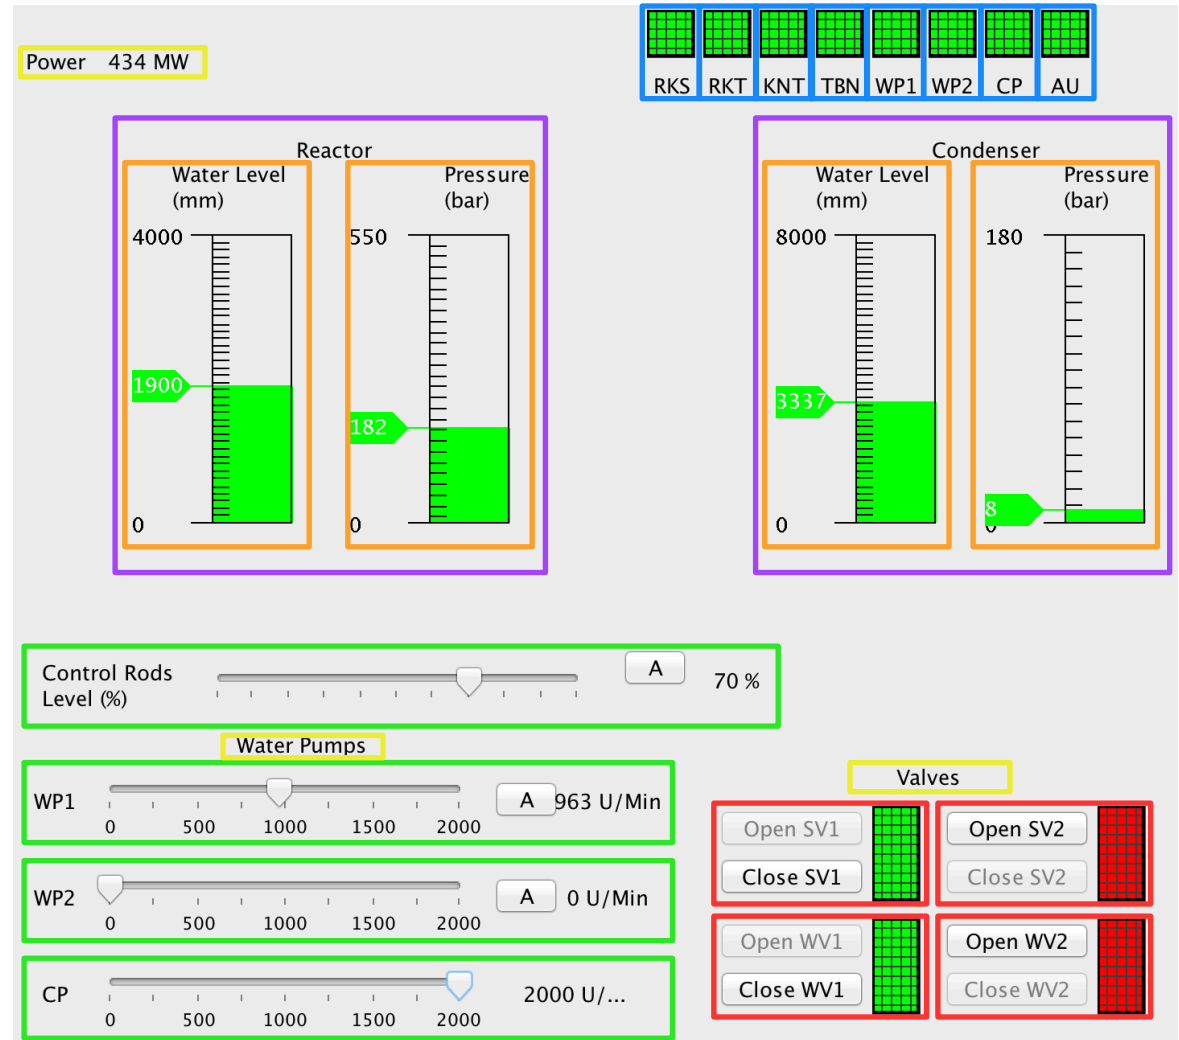 Power 434 MW
RKS RKT KNT TBN WP1 WP2 CP AU
Reactor
Water Level
(mm)
4000
1900
0
Pressure
(bar)
550
182
0
Condenser
Water Level
(mm)
8000
3337
0
Pressure
(bar)
180
8
0
Control Rods
Level (%)
A
70 %
Water Pumps
WP1
0 500 1000 1500 2000
A
963 U/Min
WP2
0 500 1000 1500 2000
A
0 U/Min
CP
0 500 1000 1500 2000
2000 U/...
Valves
Open SV1
Close SV1
Open SV2
Close SV2
Open WV1
Close WV1
Open WV2
Close WV2